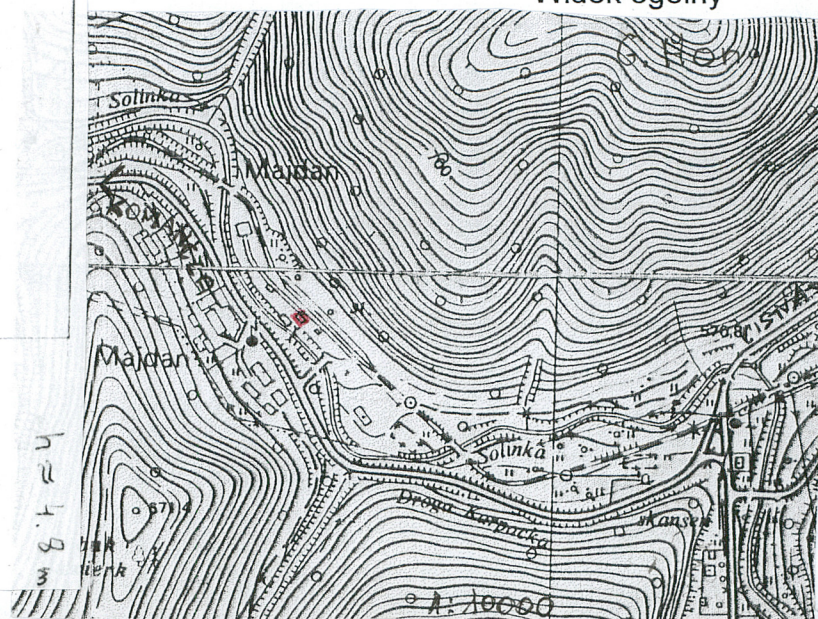 Widok ogólny
G. Hon
Solinka
Majdan
700
KOMAŃCZA
st.
576.8
CISNA
Majdan
Solinka
Droga Karpacka
skansen
671.4
h = 4.8
3
1: 10000